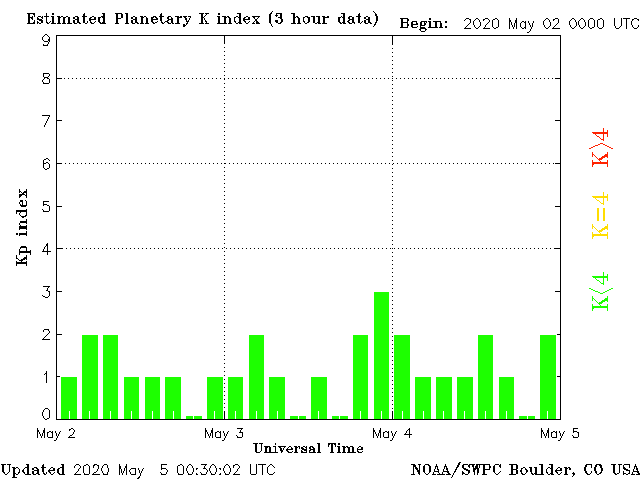 Estimated Planetary K index (3 hour data)
Begin: 2020 May 02 0000 UTC
9
8
7
6
5
4
3
2
1
0
Kp index
May 2
May 3
May 4
May 5
Universal Time
K>4
K=4
K<4
Updated 2020 May 5 00:30:02 UTC
NOAA/SWPC Boulder, CO USA